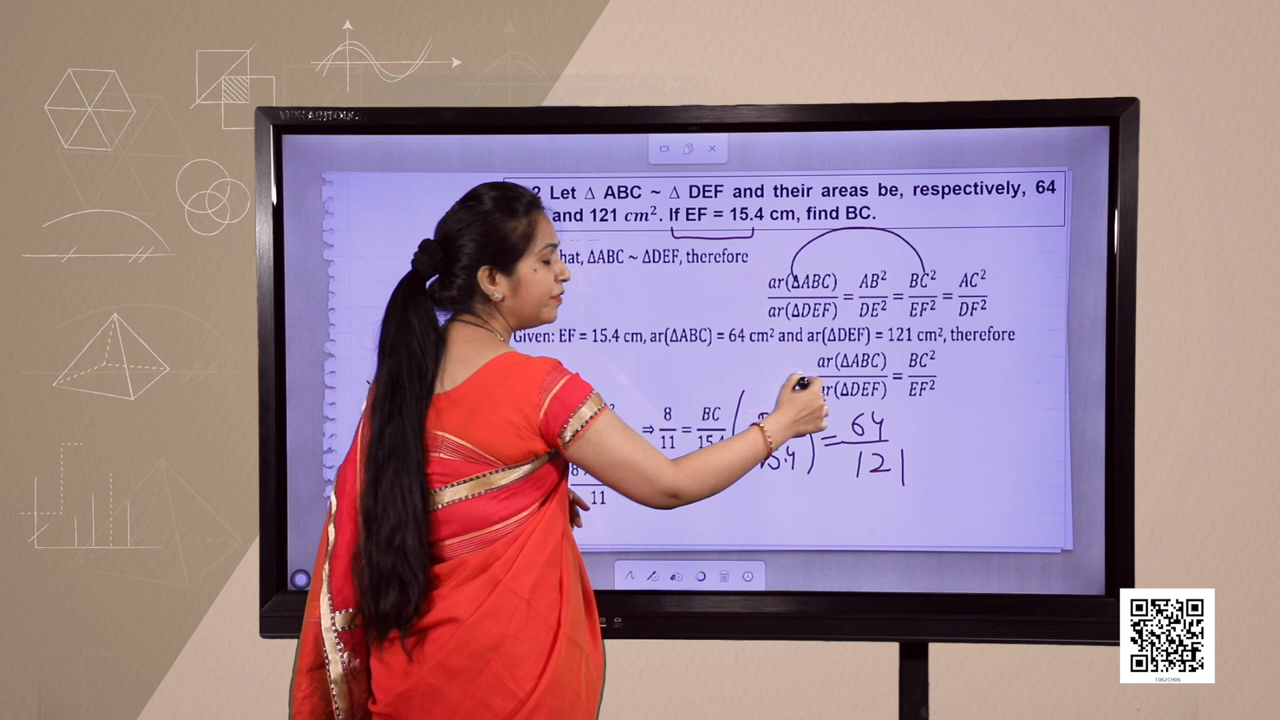 2 Let Δ ABC ~ Δ DEF and their areas be, respectively, 64
and 121 cm². If EF = 15.4 cm, find BC.
hat, ΔABC ~ ΔDEF, therefore
ar(ΔABC)/ar(ΔDEF) = AB²/DE² = BC²/EF² = AC²/DF²
Given: EF = 15.4 cm, ar(ΔABC) = 64 cm² and ar(ΔDEF) = 121 cm², therefore
ar(ΔABC)/ar(ΔDEF) = BC²/EF²
⇒ 8/11 = BC/15.4
= 64/121
11
1062CH06